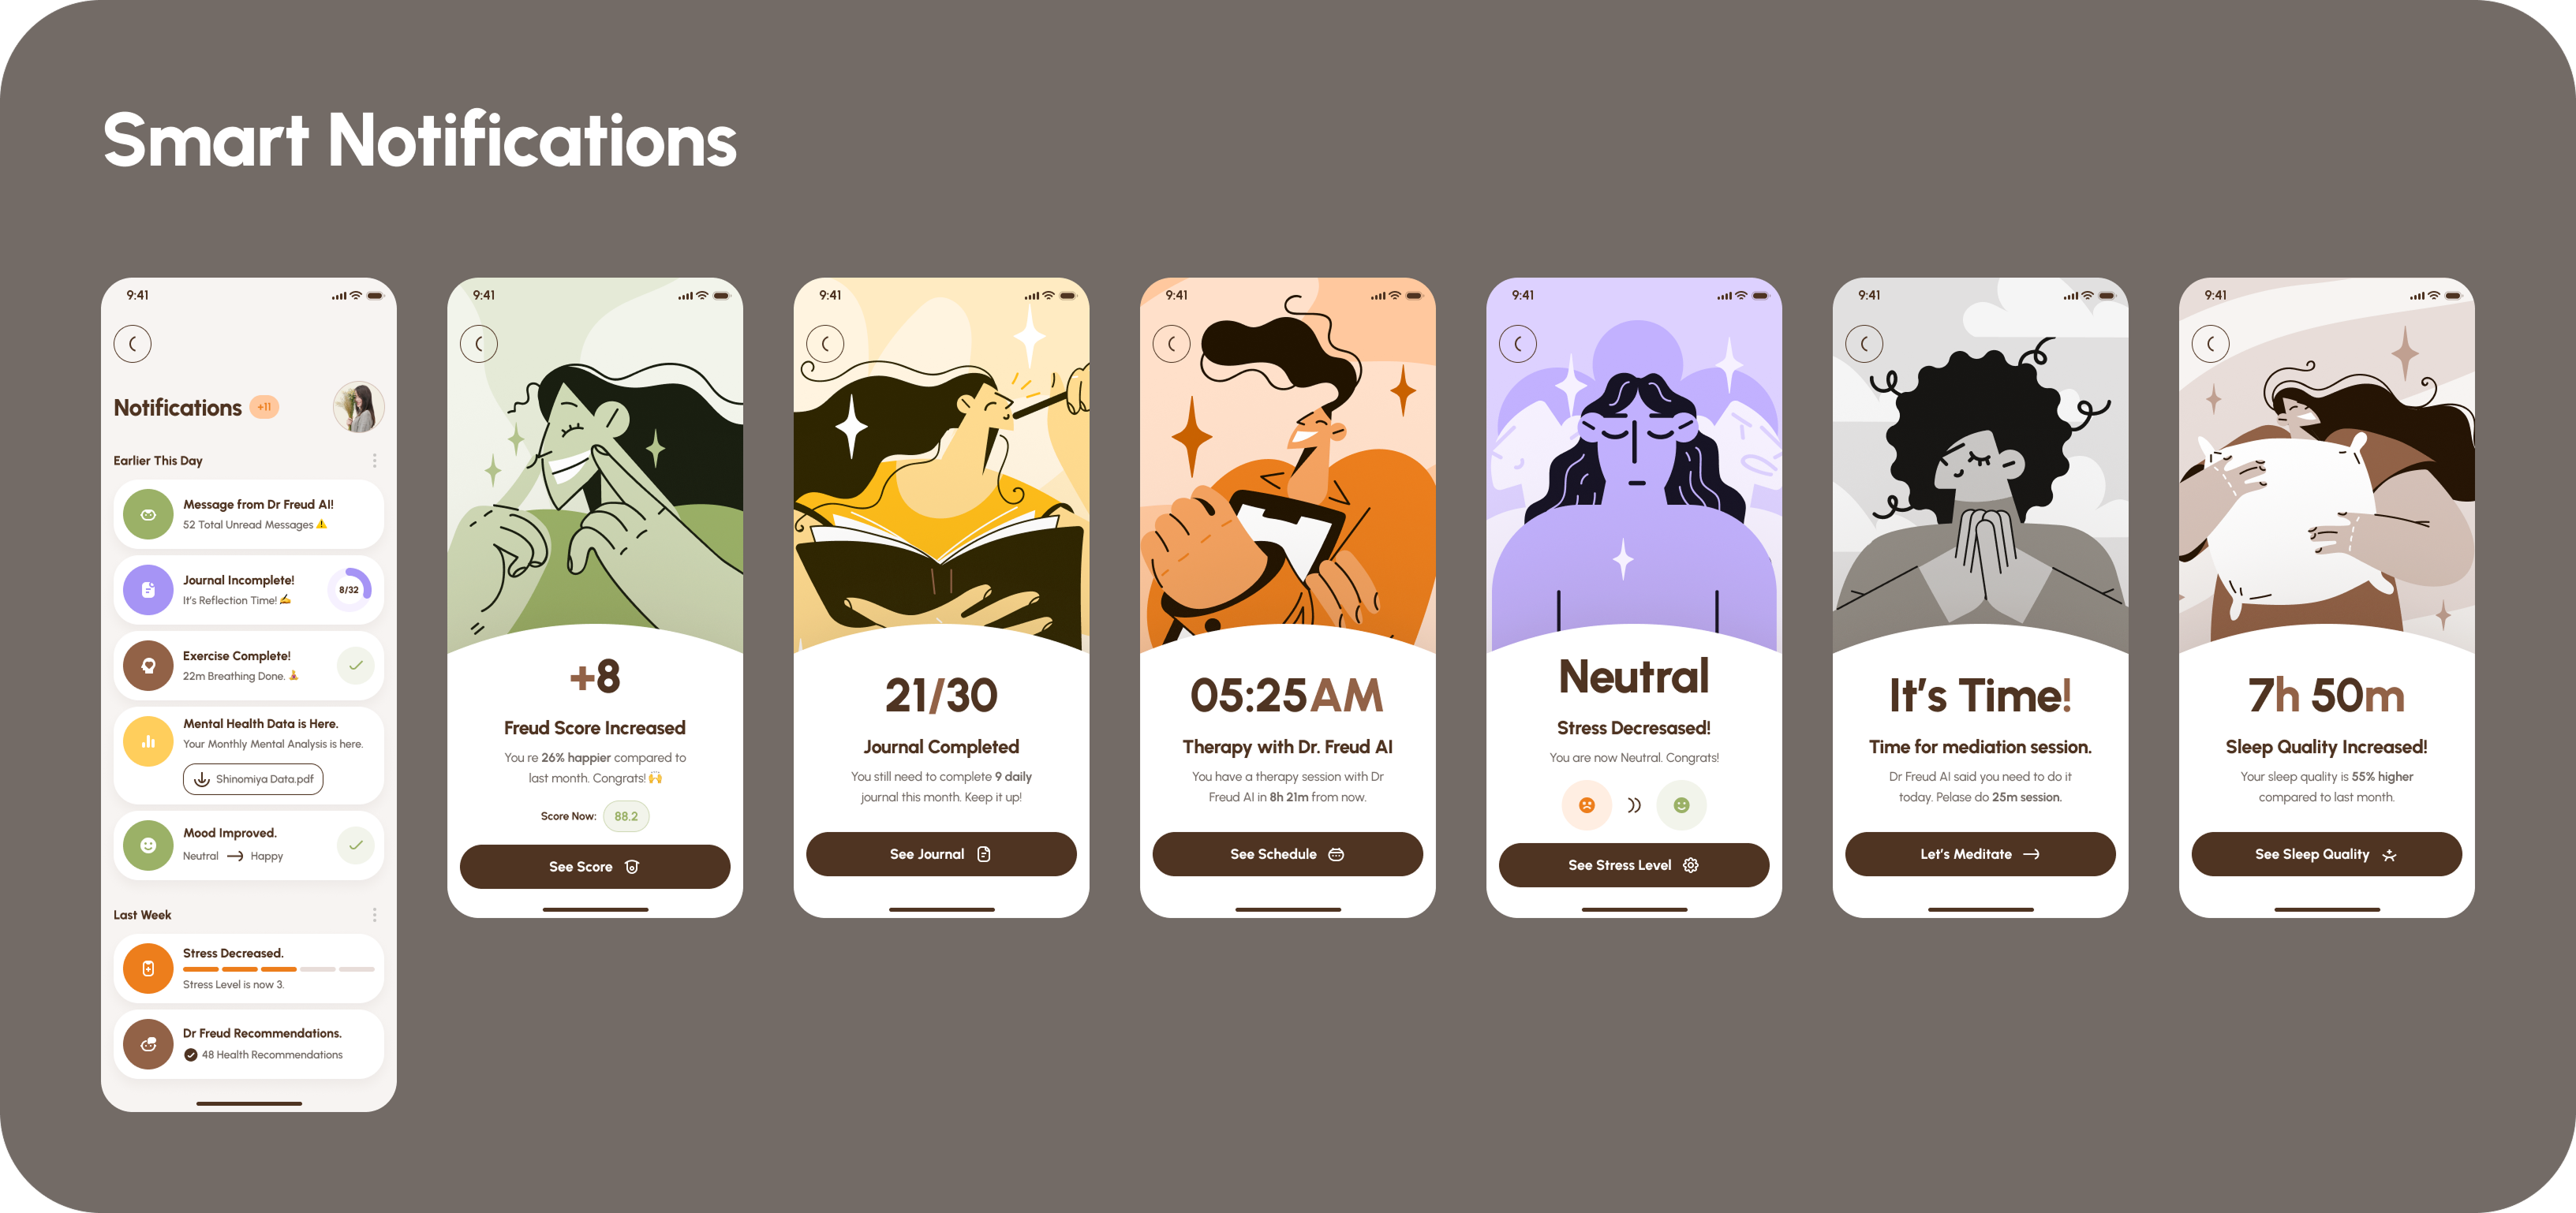 Smart Notifications
9:41
Notifications +11
Earlier This Day
Message from Dr Freud AI!
52 Total Unread Messages ⚠️
Journal Incomplete!
It's Reflection Time! ✍️
8/32
Exercise Complete!
22m Breathing Done. 🧘
Mental Health Data is Here.
Your Monthly Mental Analysis is here.
Shinomiya Data.pdf
Mood Improved.
Neutral → Happy
Last Week
Stress Decreased.
Stress Level is now 3.
Dr Freud Recommendations.
48 Health Recommendations
9:41
+8
Freud Score Increased
You re 26% happier compared to
last month. Congrats! 🙌
Score Now: 88.2
See Score
9:41
21/30
Journal Completed
You still need to complete 9 daily
journal this month. Keep it up!
See Journal
9:41
05:25AM
Therapy with Dr. Freud AI
You have a therapy session with Dr
Freud AI in 8h 21m from now.
See Schedule
9:41
Neutral
Stress Decresased!
You are now Neutral. Congrats!
See Stress Level
9:41
It's Time!
Time for mediation session.
Dr Freud AI said you need to do it
today. Pelase do 25m session.
Let's Meditate →
9:41
7h 50m
Sleep Quality Increased!
Your sleep quality is 55% higher
compared to last month.
See Sleep Quality